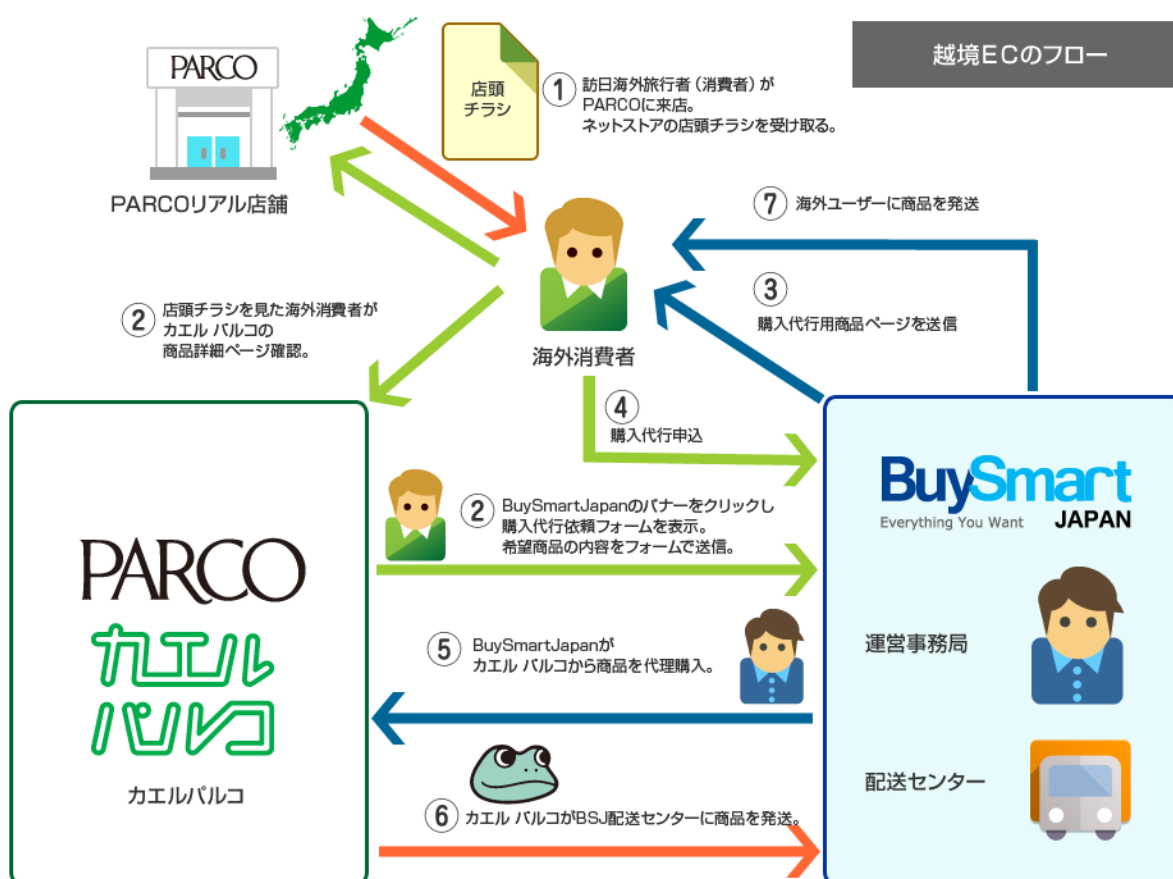 越境ECのフロー
PARCO
PARCOリアル店舗
店頭
チラシ
① 訪日海外旅行者（消費者）が
PARCOに来店。
ネットストアの店頭チラシを受け取る。
⑦ 海外ユーザーに商品を発送
③
購入代行用商品ページを送信
② 店頭チラシを見た海外消費者が
カエル パルコの
商品詳細ページ確認。
海外消費者
④
購入代行申込
② BuySmartJapanのバナーをクリックし
購入代行依頼フォームを表示。
希望商品の内容をフォームで送信。
PARCO
カエル
パルコ
カエルパルコ
BuySmart
Everything You Want JAPAN
運営事務局
配送センター
⑤ BuySmartJapanが
カエル パルコから商品を代理購入。
⑥ カエル パルコがBSJ配送センターに商品を発送。